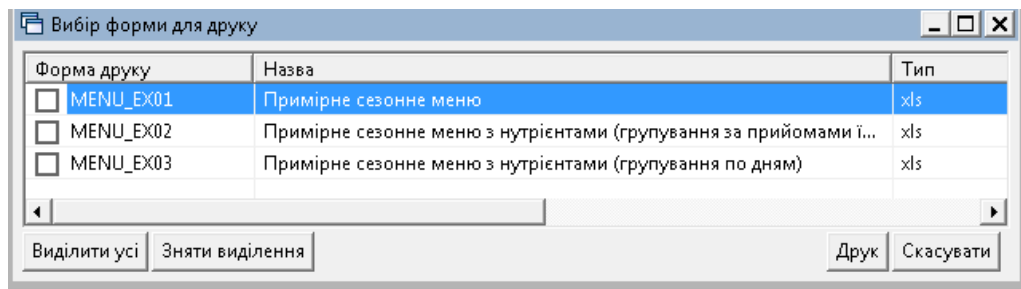 Вибір форми для друку
Форма друку Назва Тип
MENU_EX01 Примірне сезонне меню xls
MENU_EX02 Примірне сезонне меню з нутрієнтами (групування за прийомами ї... xls
MENU_EX03 Примірне сезонне меню з нутрієнтами (групування по дням) xls
Виділити усі Зняти виділення Друк Скасувати